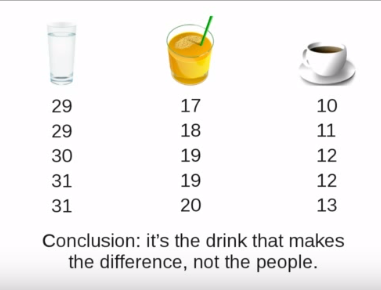 29 17 10
29 18 11
30 19 12
31 19 12
31 20 13
Conclusion: it's the drink that makes
the difference, not the people.